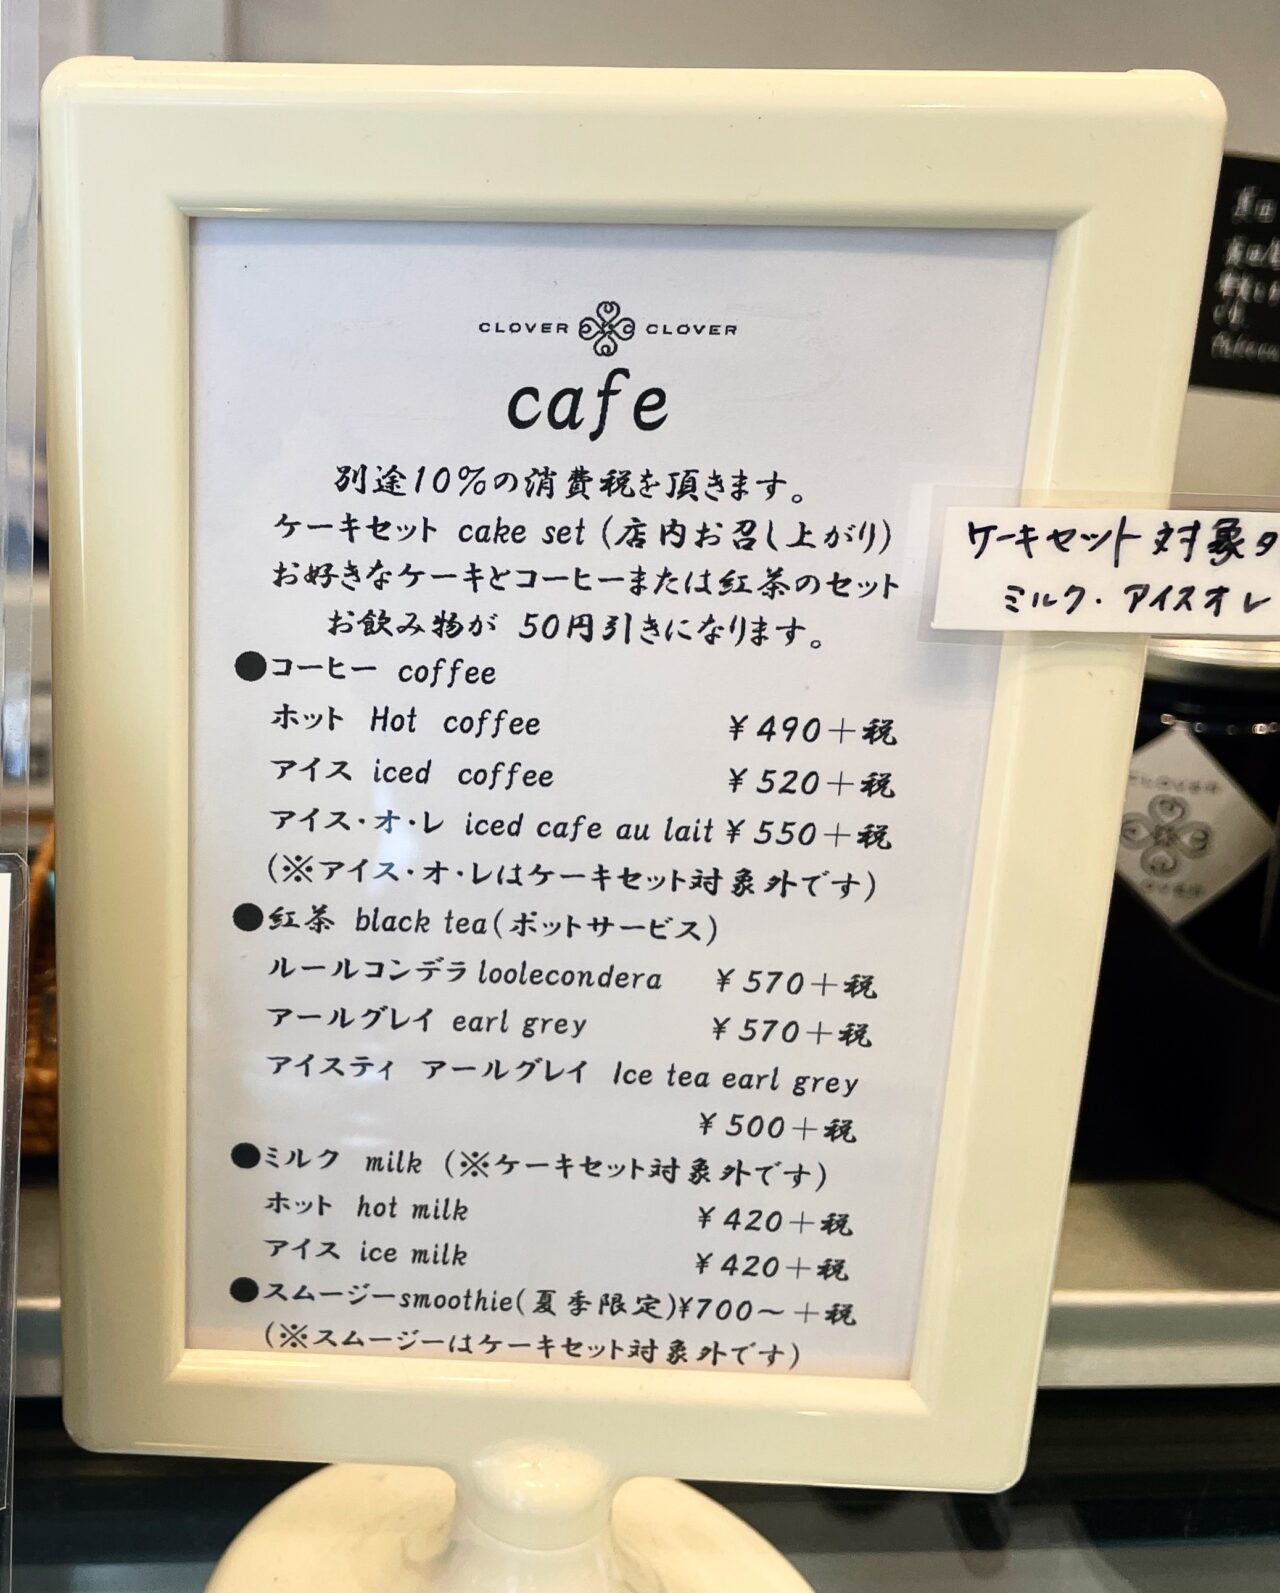 CLOVER CLOVER
cafe
別途10%の消費税を頂きます。
ケーキセット cake set (店内お召し上がり)
お好きなケーキとコーヒーまたは紅茶のセット
お飲み物が 50円引きになります。
●コーヒー coffee
ホット Hot coffee ¥490+税
アイス iced coffee ¥520+税
アイス・オ・レ iced cafe au lait ¥550+税
(※アイス・オ・レはケーキセット対象外です)
●紅茶 black tea(ポットサービス)
ルールコンデラ loolecondera ¥570+税
アールグレイ earl grey ¥570+税
アイスティ アールグレイ Ice tea earl grey
¥500+税
●ミルク milk (※ケーキセット対象外です)
ホット hot milk ¥420+税
アイス ice milk ¥420+税
●スムージーsmoothie(夏季限定)¥700~+税
(※スムージーはケーキセット対象外です)
ケーキセット対象
ミルク・アイスオレ
CLOVER